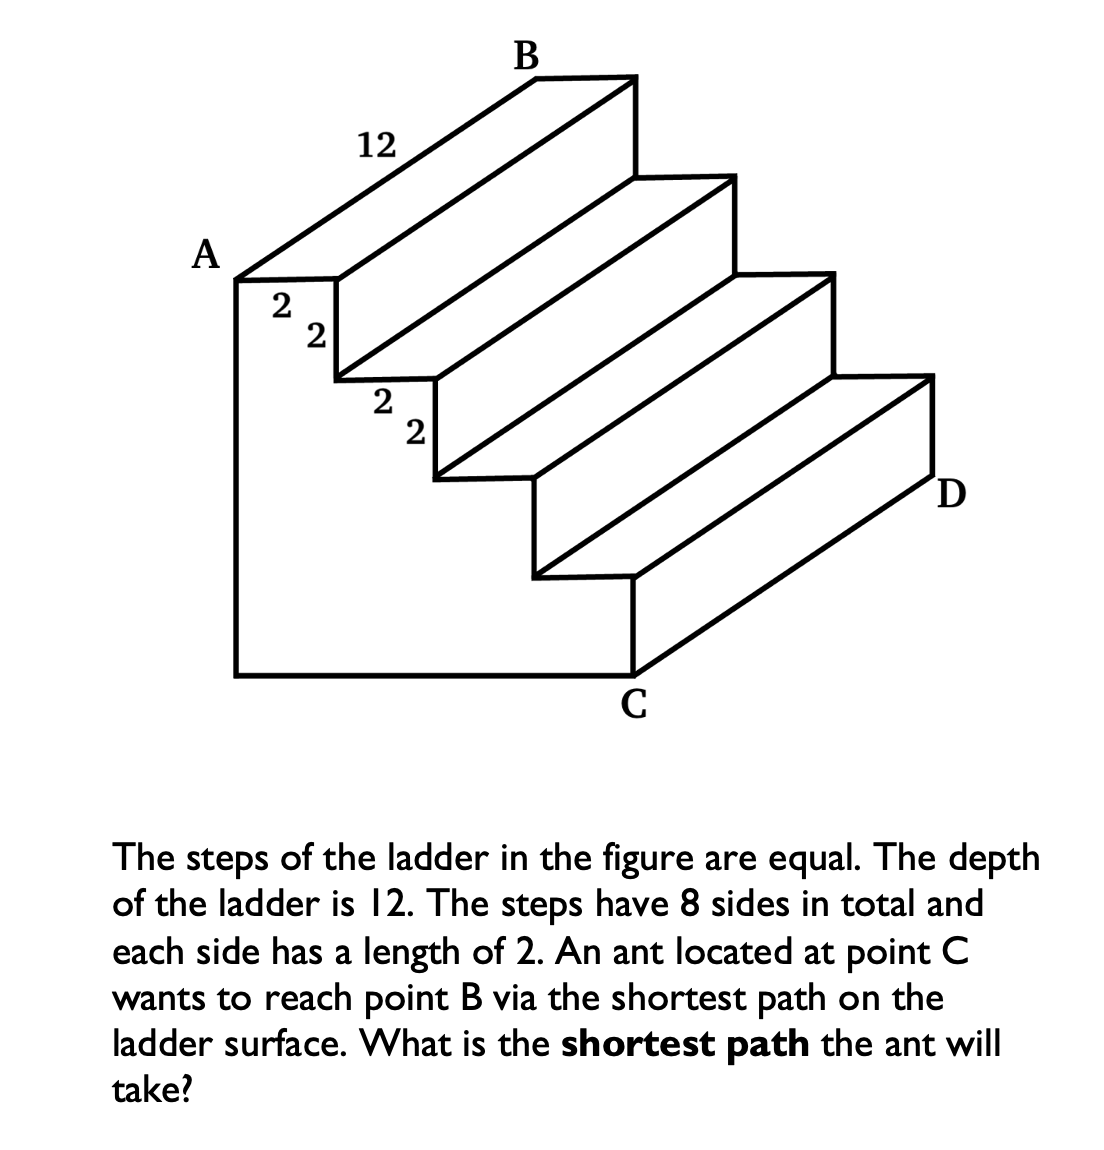 B
12
A
2
2
2
2
D
C
The steps of the ladder in the figure are equal. The depth
of the ladder is 12. The steps have 8 sides in total and
each side has a length of 2. An ant located at point C
wants to reach point B via the shortest path on the
ladder surface. What is the shortest path the ant will
take?